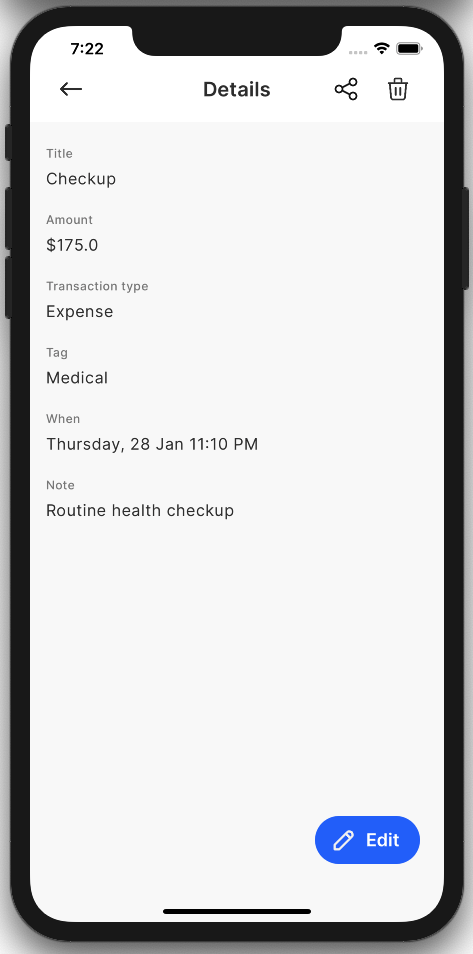 7:22
Details
Title
Checkup
Amount
$175.0
Transaction type
Expense
Tag
Medical
When
Thursday, 28 Jan 11:10 PM
Note
Routine health checkup
Edit